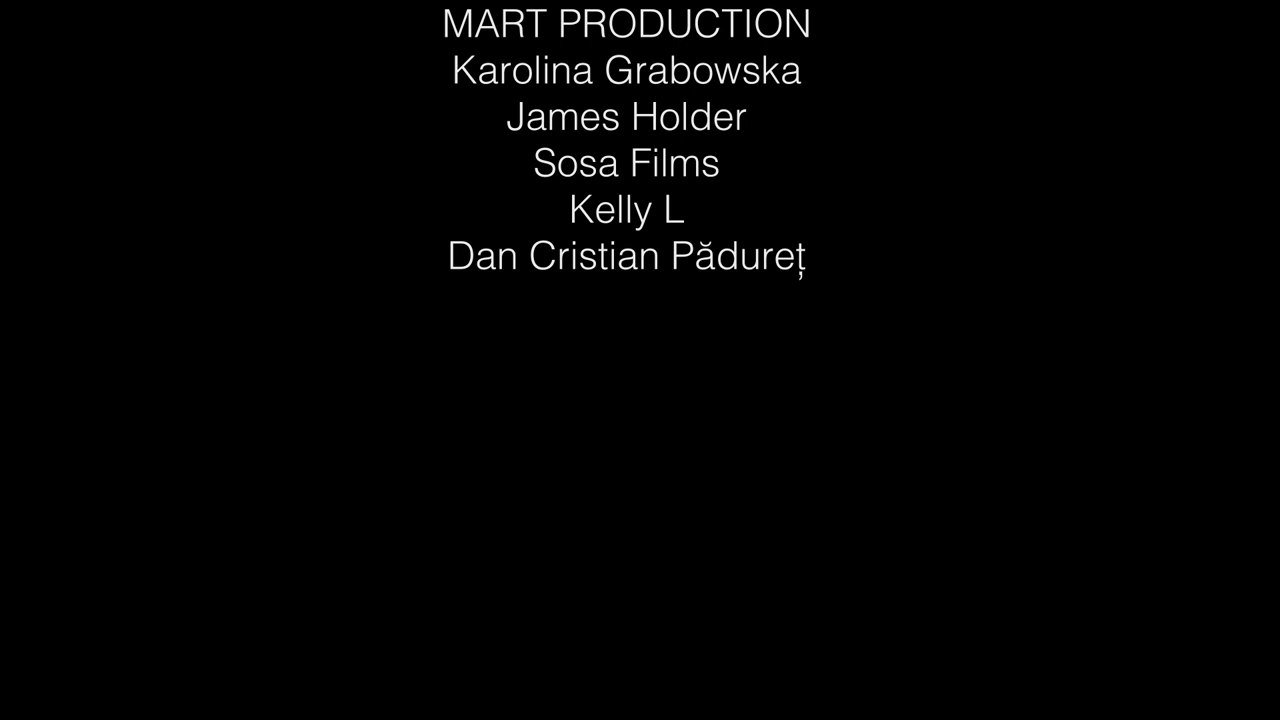 MART PRODUCTION
Karolina Grabowska
James Holder
Sosa Films
Kelly L
Dan Cristian Pădureț